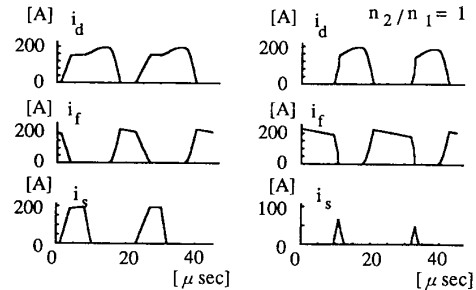 [A] i_d [A] i_d n_2/n_1 = 1
200 200
0 0
[A] i_f [A] i_f
200 200
0 0
[A] i_s [A] i_s
200 100
0 0
0 20 40 0 20 40
[μ sec] [μ sec]